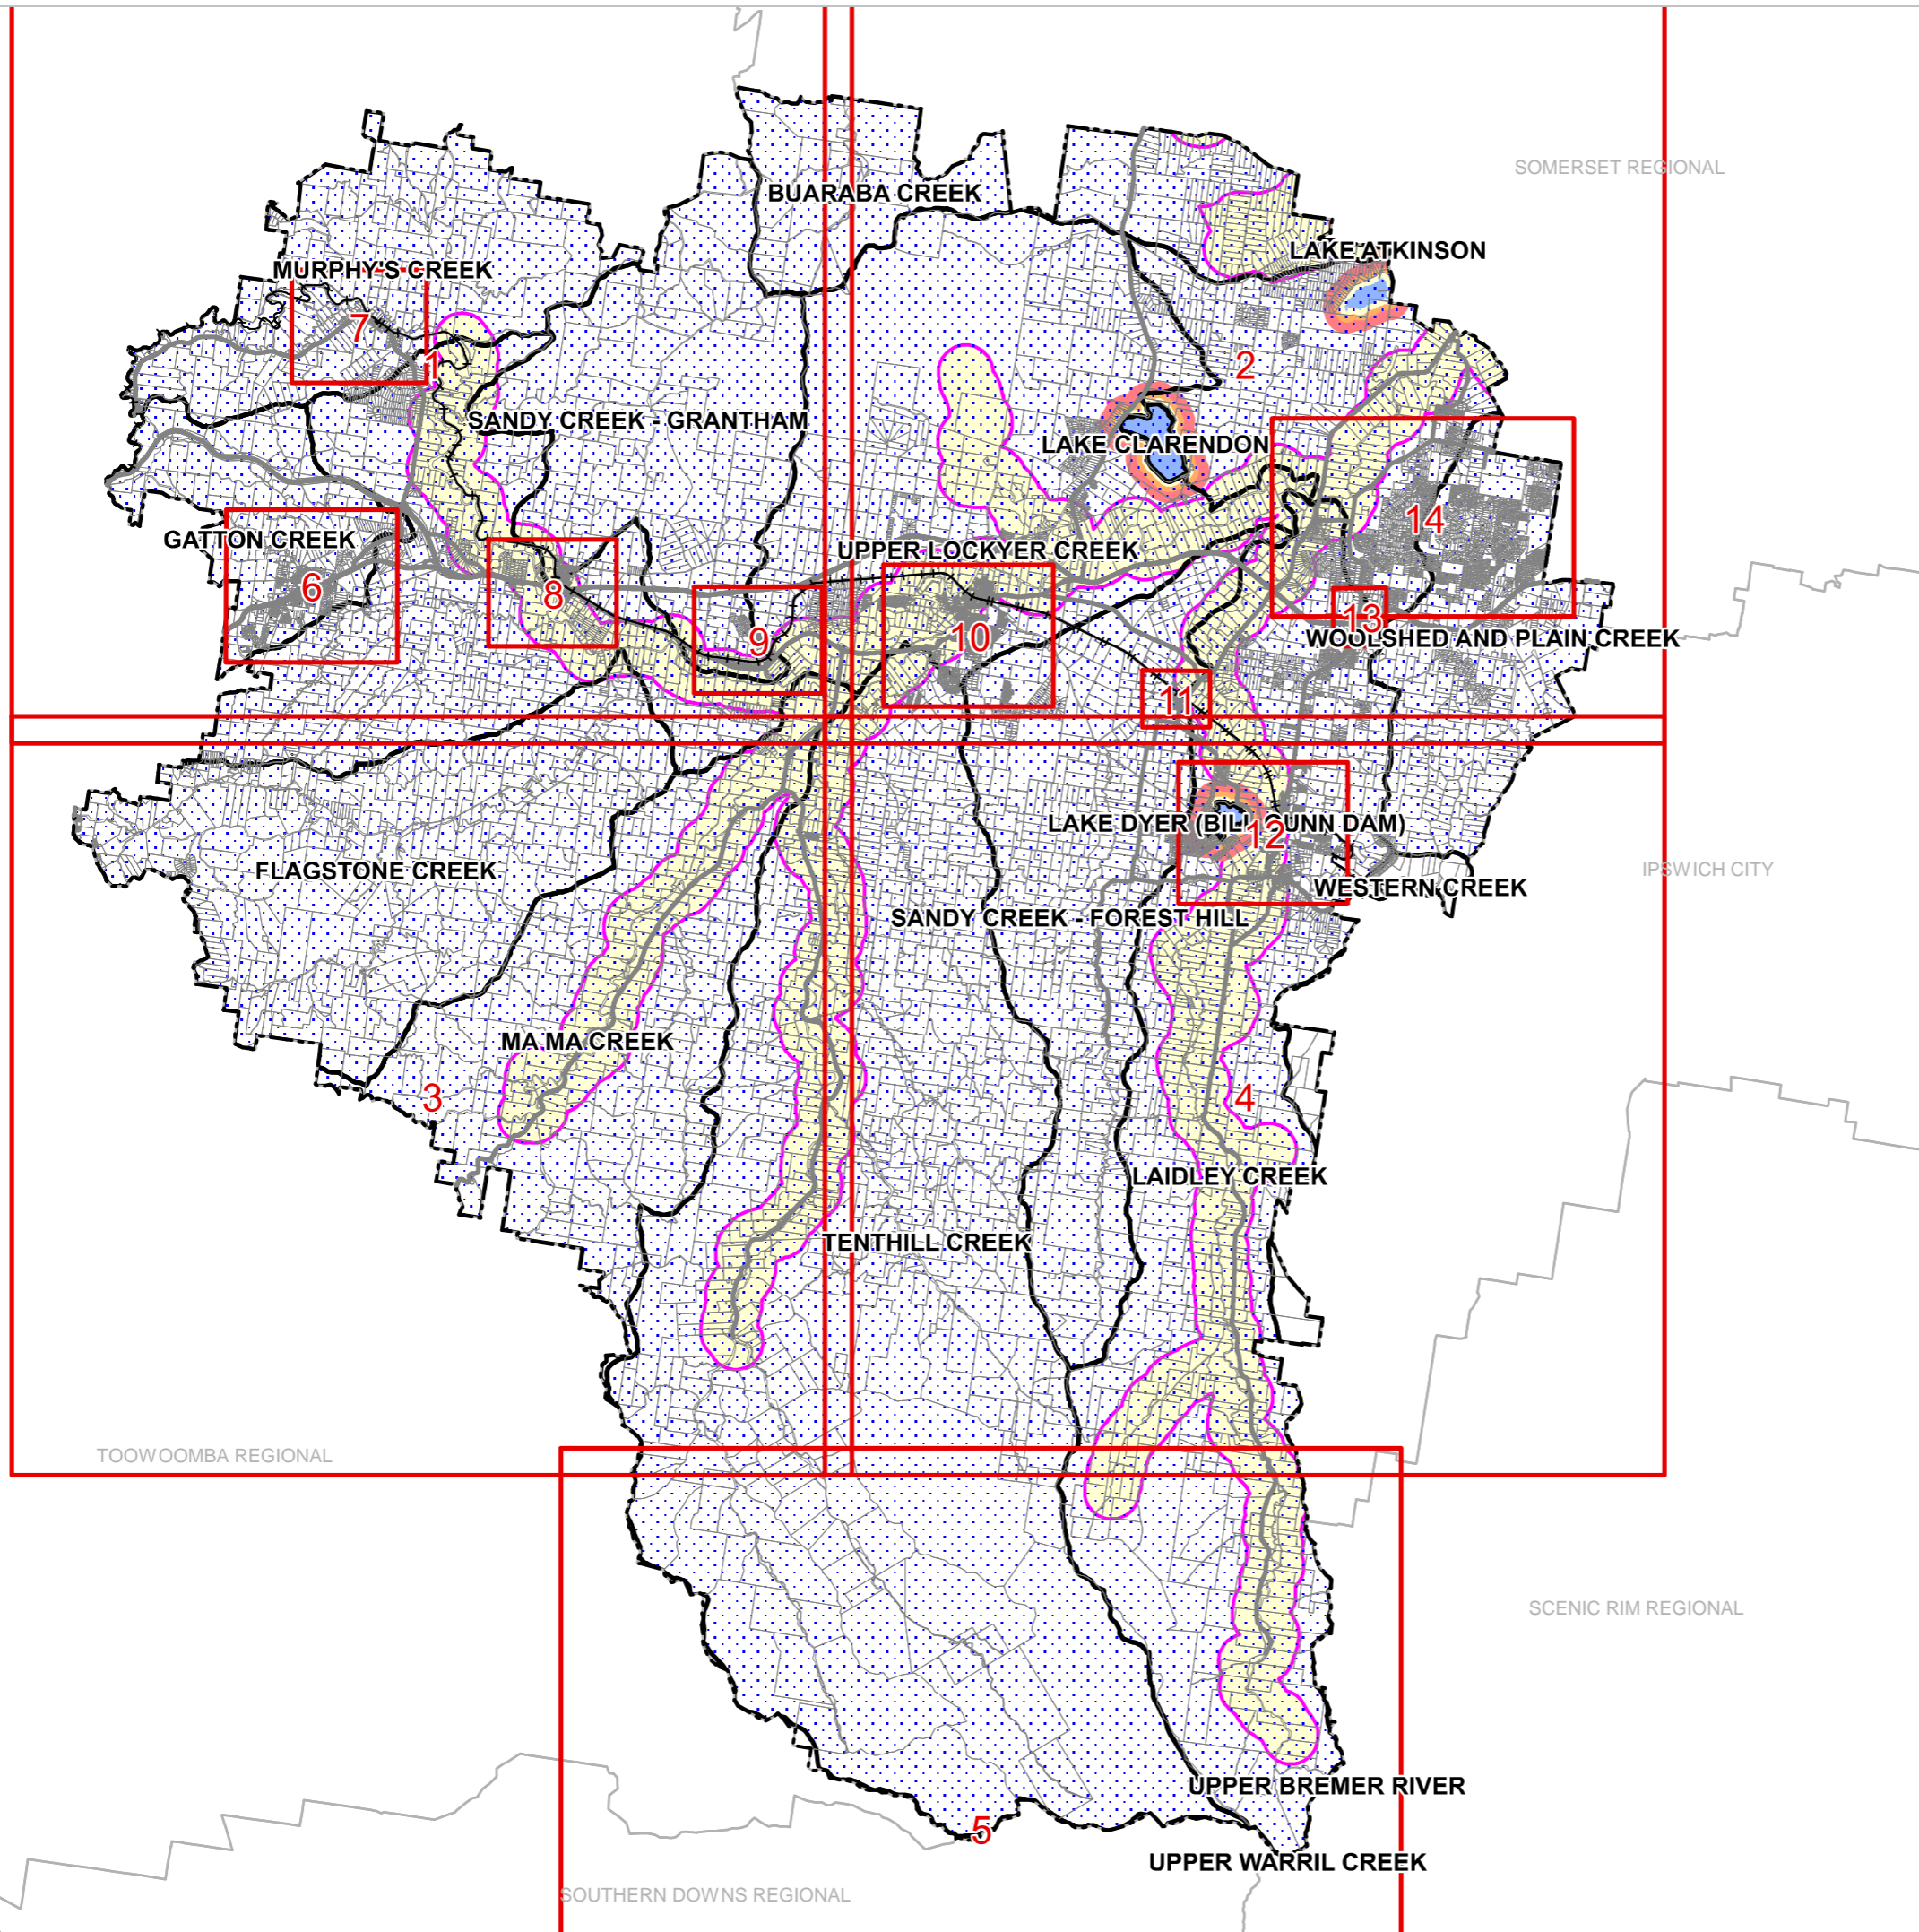 SOMERSET REGIONAL
BUARABA CREEK
LAKE ATKINSON
MURPHY'S CREEK
7
1
2
SANDY CREEK - GRANTHAM
LAKE CLARENDON
14
GATTON CREEK
UPPER LOCKYER CREEK
6
8
13
9
10
WOOLSHED AND PLAIN CREEK
11
LAKE DYER (BILL GUNN DAM)
12
FLAGSTONE CREEK
IPSWICH CITY
WESTERN CREEK
SANDY CREEK - FOREST HILL
MA MA CREEK
3
4
LAIDLEY CREEK
TENTHILL CREEK
TOOWOOMBA REGIONAL
SCENIC RIM REGIONAL
UPPER BREMER RIVER
5
UPPER WARRIL CREEK
SOUTHERN DOWNS REGIONAL